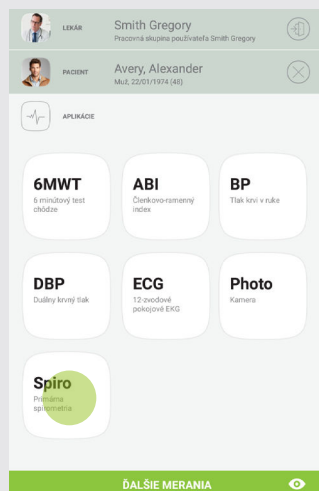 LEKÁR
Smith Gregory
Pracovná skupina používateľa Smith Gregory
PACIENT
Avery, Alexander
Muž, 22/01/1974 (48)
APLIKÁCIE
6MWT
6 minútový test
chôdze
ABI
Členkovo-ramenný
index
BP
Tlak krvi v ruke
DBP
Duálny krvný tlak
ECG
12-zvodové
pokojové EKG
Photo
Kamera
Spiro
Primárna
spirometria
ĎALŠIE MERANIA